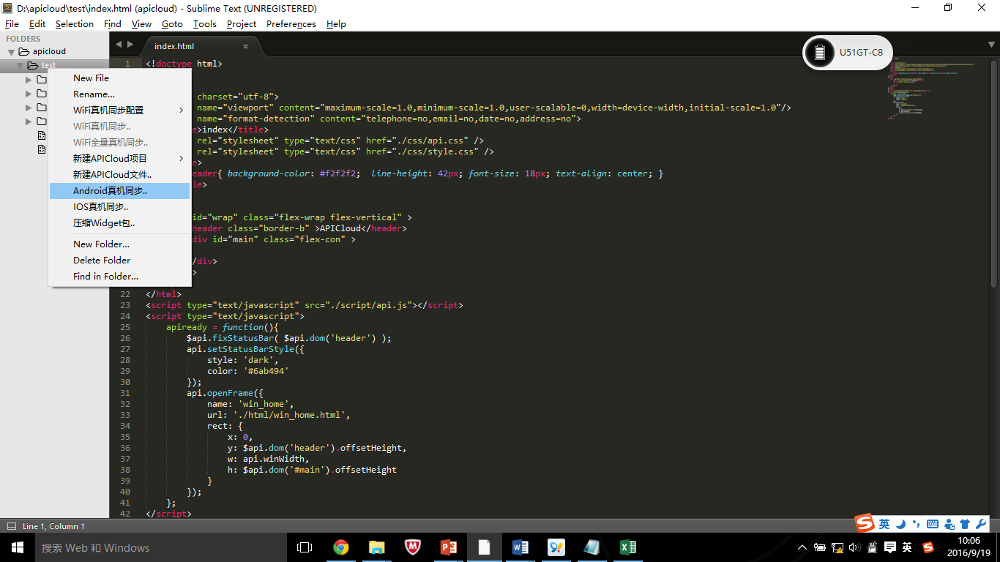 D:\apicloud\test\index.html (apicloud) - Sublime Text (UNREGISTERED)
File Edit Selection Find View Goto Tools Project Preferences Help
FOLDERS
apicloud
test
New File
Rename...
WiFi真机同步配置
WiFi真机同步..
WiFi全量真机同步..
新建APICloud项目
新建APICloud文件..
Android真机同步..
IOS真机同步..
压缩Widget包..
New Folder...
Delete Folder
Find in Folder...
index.html
U51GT-C8
1 <!doctype html>
charset="utf-8">
name="viewport" content="maximum-scale=1.0,minimum-scale=1.0,user-scalable=0,width=device-width,initial-scale=1.0"/>
name="format-detection" content="telephone=no,email=no,date=no,address=no">
e>index</title>
rel="stylesheet" type="text/css" href="./css/api.css" />
rel="stylesheet" type="text/css" href="./css/style.css" />
e>
eader{ background-color: #f2f2f2; line-height: 42px; font-size: 18px; text-align: center; }
le>
id="wrap" class="flex-wrap flex-vertical" >
header class="border-b" >APICloud</header>
div id="main" class="flex-con" >
/div>
>
22 </html>
23 <script type="text/javascript" src="./script/api.js"></script>
24 <script type="text/javascript">
25 apiready = function(){
26 $api.fixStatusBar( $api.dom('header') );
27 api.setStatusBarStyle({
28 style: 'dark',
29 color: '#6ab494'
30 });
31 api.openFrame({
32 name: 'win_home',
33 url: './html/win_home.html',
34 rect: {
35 x: 0,
36 y: $api.dom('header').offsetHeight,
37 w: api.winWidth,
38 h: $api.dom('#main').offsetHeight
39 }
40 });
41 };
42 </script>
Line 1, Column 1
英
搜索 Web 和 Windows
英
10:06
2016/9/19